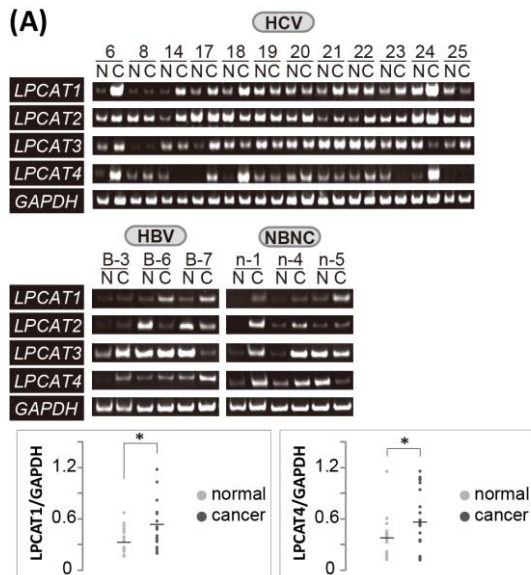 (A)
HCV
6 8 14 17 18 19 20 21 22 23 24 25
N C N C N C N C N C N C N C N C N C N C N C N C
LPCAT1
LPCAT2
LPCAT3
LPCAT4
GAPDH
HBV NBNC
B-3 B-6 B-7 n-1 n-4 n-5
N C N C N C N C N C N C
LPCAT1
LPCAT2
LPCAT3
LPCAT4
GAPDH
LPCAT1/GAPDH
1.2
0.6
0
*
normal
cancer
LPCAT4/GAPDH
1.2
0.6
0
*
normal
cancer